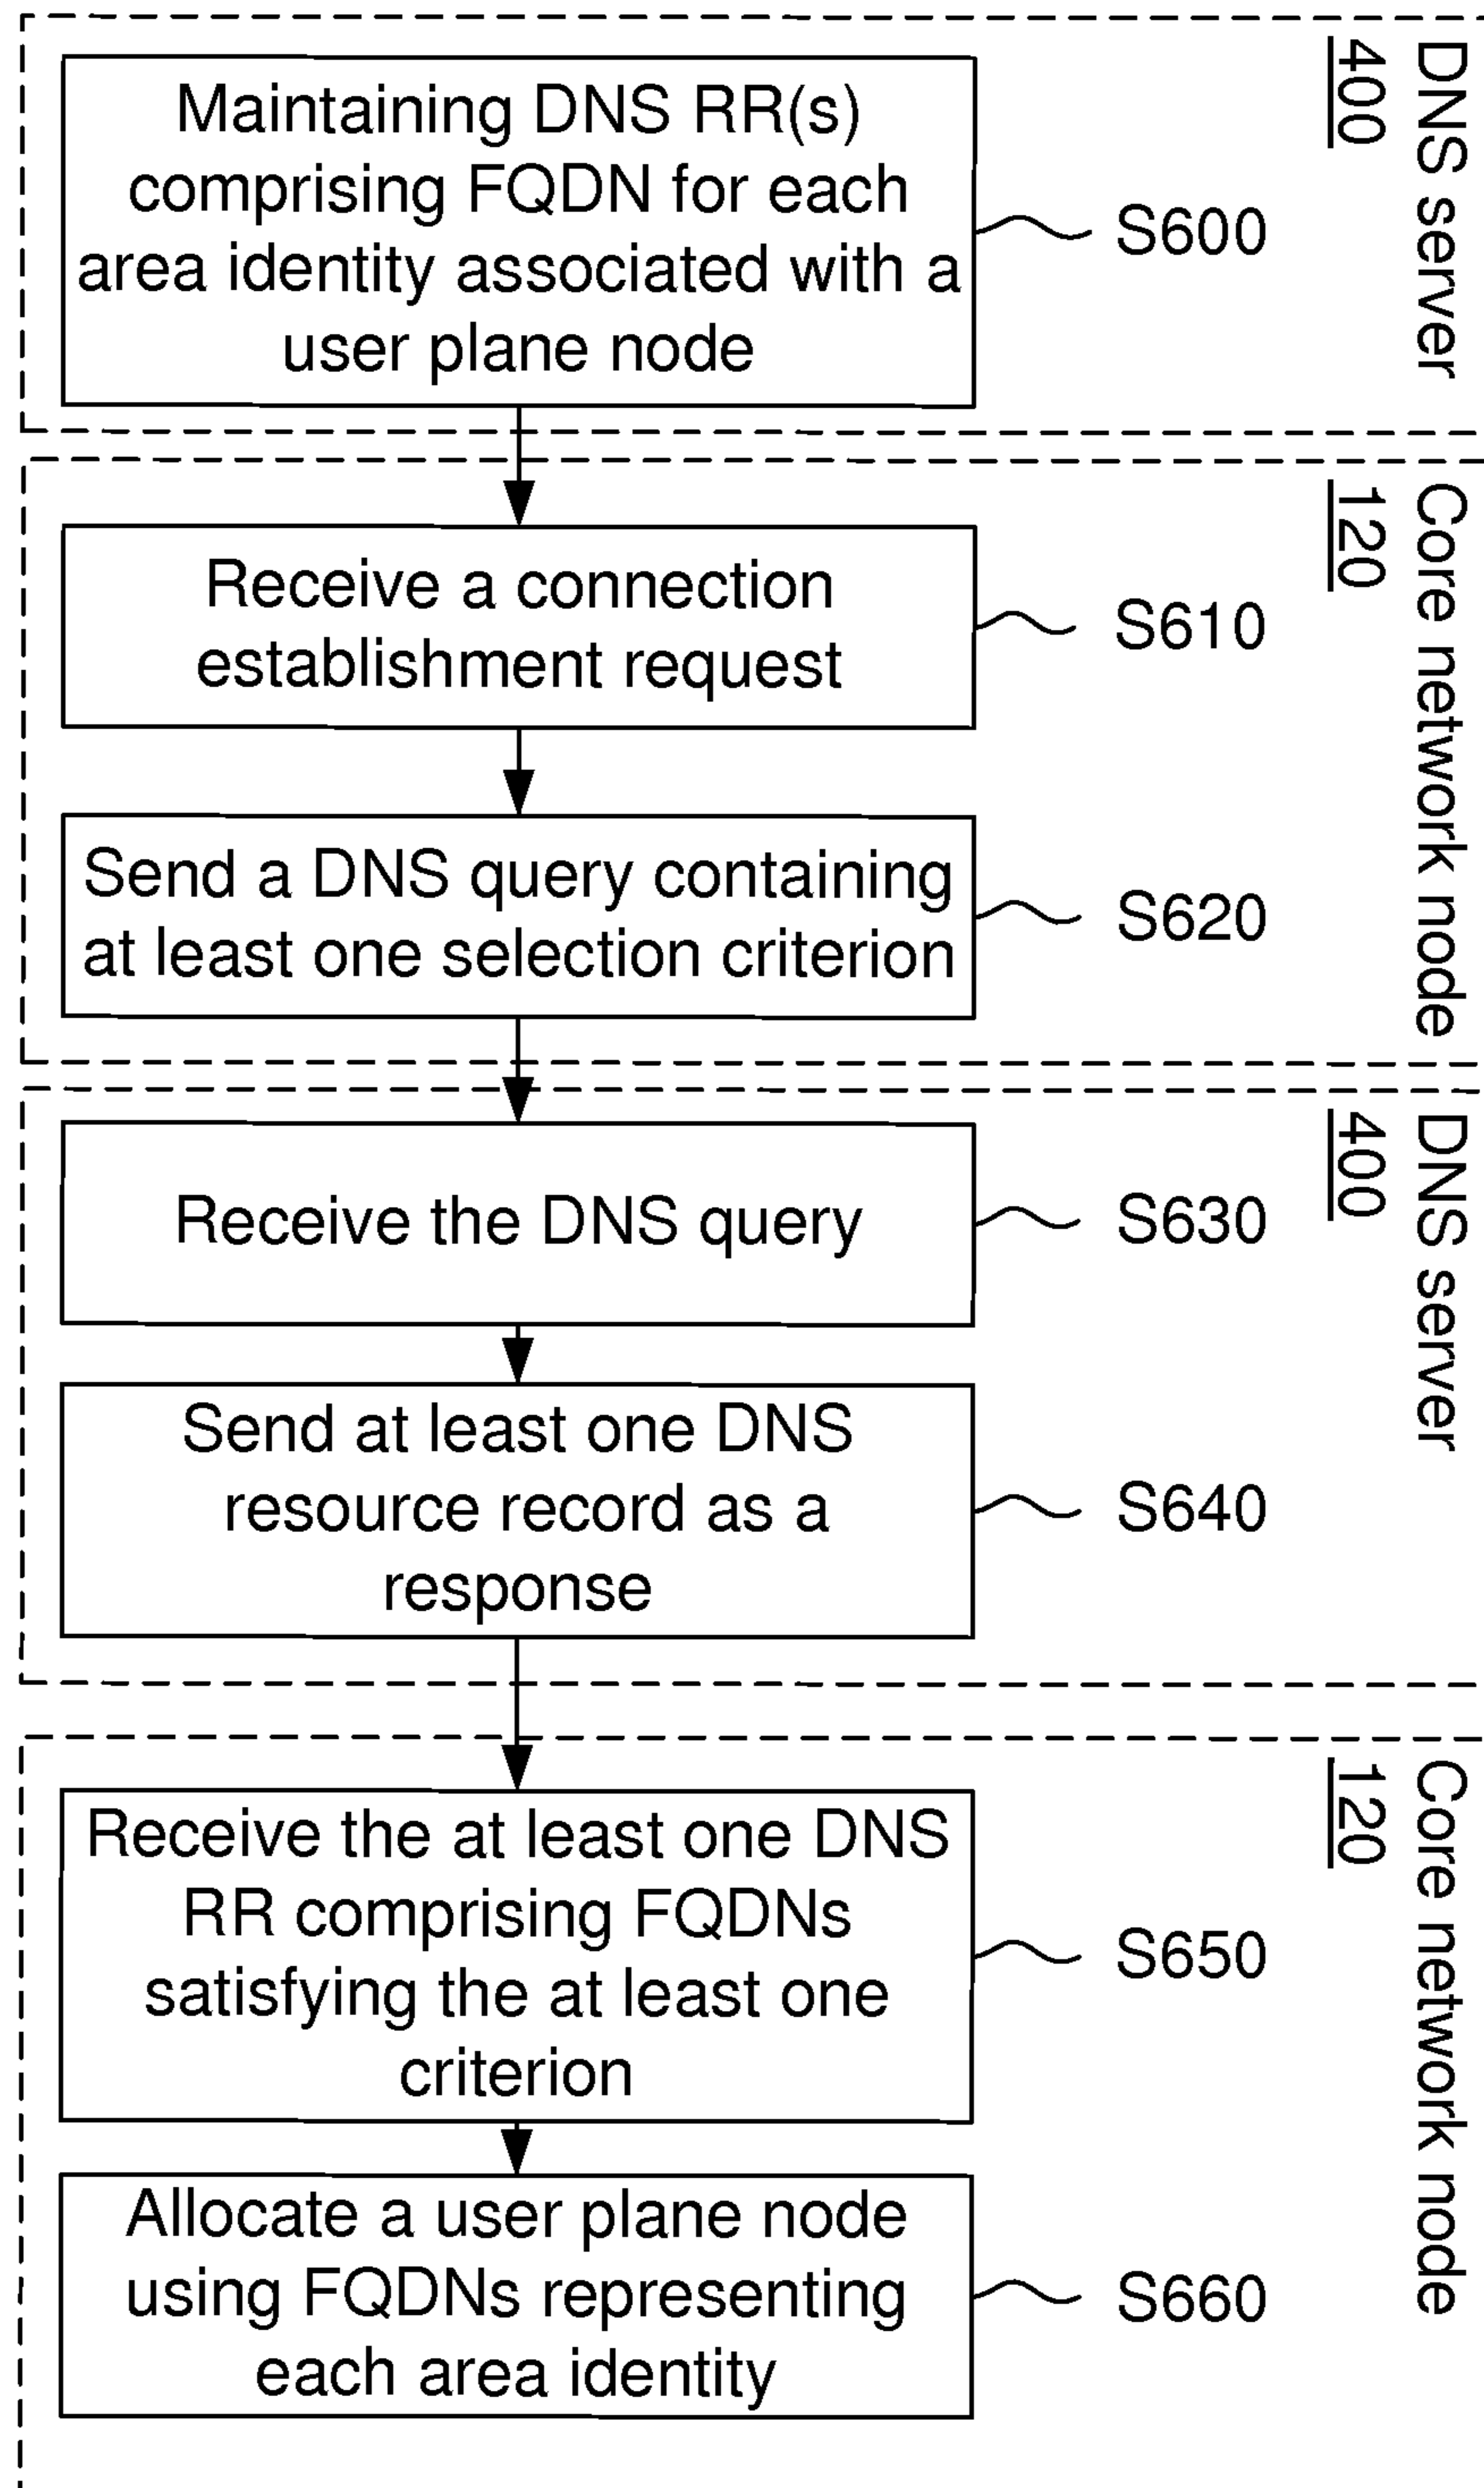 DNS server
400
Maintaining DNS RR(s)
comprising FQDN for each
area identity associated with a
user plane node
S600
Core network node
120
Receive a connection
establishment request
S610
Send a DNS query containing
at least one selection criterion
S620
DNS server
400
Receive the DNS query
S630
Send at least one DNS
resource record as a
response
S640
Core network node
120
Receive the at least one DNS
RR comprising FQDNs
satisfying the at least one
criterion
S650
Allocate a user plane node
using FQDNs representing
each area identity
S660